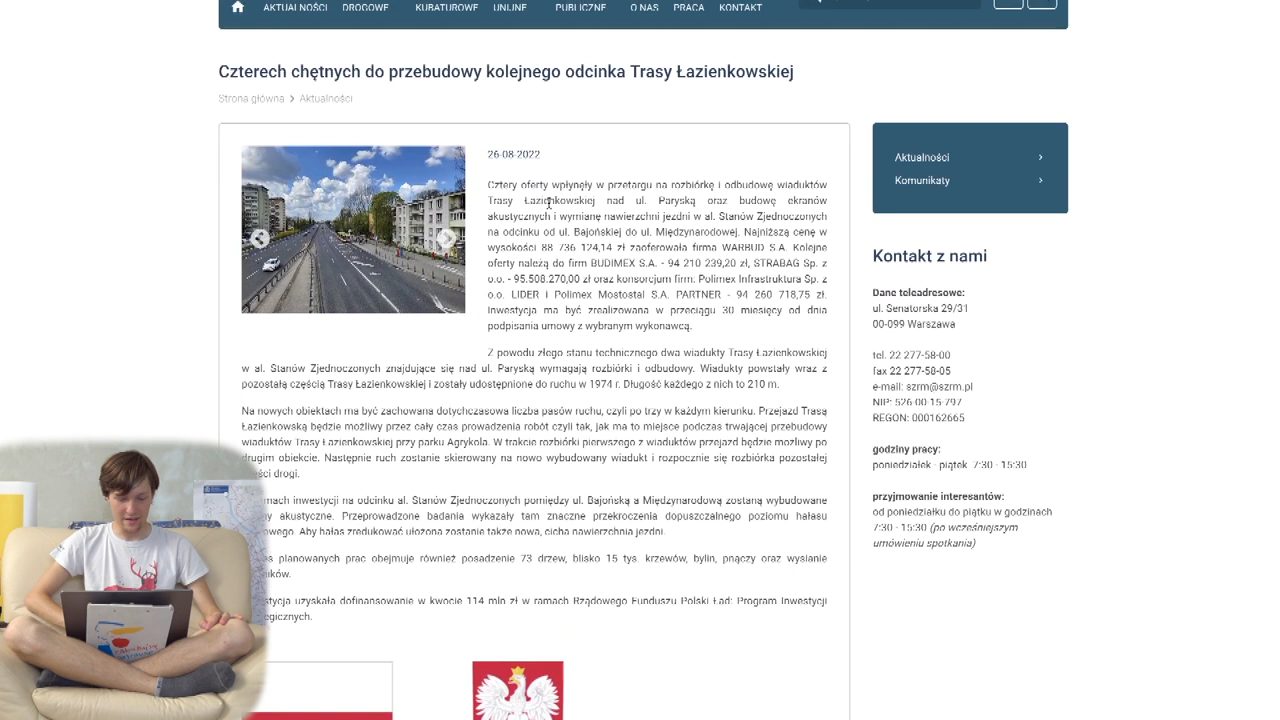 AKTUALNOŚCI DROGOWE KUBATUROWE UNIJNE PUBLICZNE O NAS PRACA KONTAKT
Czterech chętnych do przebudowy kolejnego odcinka Trasy Łazienkowskiej
Strona główna > Aktualności
26-08-2022
Cztery oferty wpłynęły w przetargu na rozbiórkę i odbudowę wiaduktów
Trasy Łazienkowskiej nad ul. Paryską oraz budowę ekranów
akustycznych i wymianę nawierzchni jezdni w al. Stanów Zjednoczonych
na odcinku od ul. Bajońskiej do ul. Międzynarodowej. Najniższą cenę w
wysokości 88 736 124,14 zł zaoferowała firma WARBUD S.A. Kolejne
oferty należą do firm BUDIMEX S.A. - 94 210 239,20 zł, STRABAG Sp. z
o.o. - 95.508.270,00 zł oraz konsorcjum firm: Polimex Infrastruktura Sp. z
o.o. LIDER i Polimex Mostostal S.A. PARTNER - 94 260 718,75 zł.
Inwestycja ma być zrealizowana w przeciągu 30 miesięcy od dnia
podpisania umowy z wybranym wykonawcą.
Z powodu złego stanu technicznego dwa wiadukty Trasy Łazienkowskiej
w al. Stanów Zjednoczonych znajdujące się nad ul. Paryską wymagają rozbiórki i odbudowy. Wiadukty powstały wraz z
pozostałą częścią Trasy Łazienkowskiej i zostały udostępnione do ruchu w 1974 r. Długość każdego z nich to 210 m.
Na nowych obiektach ma być zachowana dotychczasowa liczba pasów ruchu, czyli po trzy w każdym kierunku. Przejazd Trasą
Łazienkowską będzie możliwy przez cały czas prowadzenia robót czyli tak, jak ma to miejsce podczas trwającej przebudowy
wiaduktów Trasy Łazienkowskiej przy parku Agrykola. W trakcie rozbiórki pierwszego z wiaduktów przejazd będzie możliwy po
drugim obiekcie. Następnie ruch zostanie skierowany na nowo wybudowany wiadukt i rozpocznie się rozbiórka pozostałej
ści drogi.
mach inwestycji na odcinku al. Stanów Zjednoczonych pomiędzy ul. Bajońską a Międzynarodową zostaną wybudowane
ny akustyczne. Przeprowadzone badania wykazały tam znaczne przekroczenia dopuszczalnego poziomu hałasu
owego. Aby hałas zredukować ułożona zostanie także nowa, cicha nawierzchnia jezdni.
es planowanych prac obejmuje również posadzenie 73 drzew, blisko 15 tys. krzewów, bylin, pnączy oraz wysianie
ików.
stycja uzyskała dofinansowanie w kwocie 114 mln zł w ramach Rządowego Funduszu Polski Ład: Program Inwestycji
egicznych.
Aktualności >
Komunikaty >
Kontakt z nami
Dane teleadresowe:
ul. Senatorska 29/31
00-099 Warszawa
tel. 22 277-58-00
fax 22 277-58-05
e-mail: szrm@szrm.pl
NIP: 526-00-15-797
REGON: 000162665
godziny pracy:
poniedziałek - piątek 7:30 - 15:30
przyjmowanie interesantów:
od poniedziałku do piątku w godzinach
7:30 - 15:30 (po wcześniejszym
umówieniu spotkania)